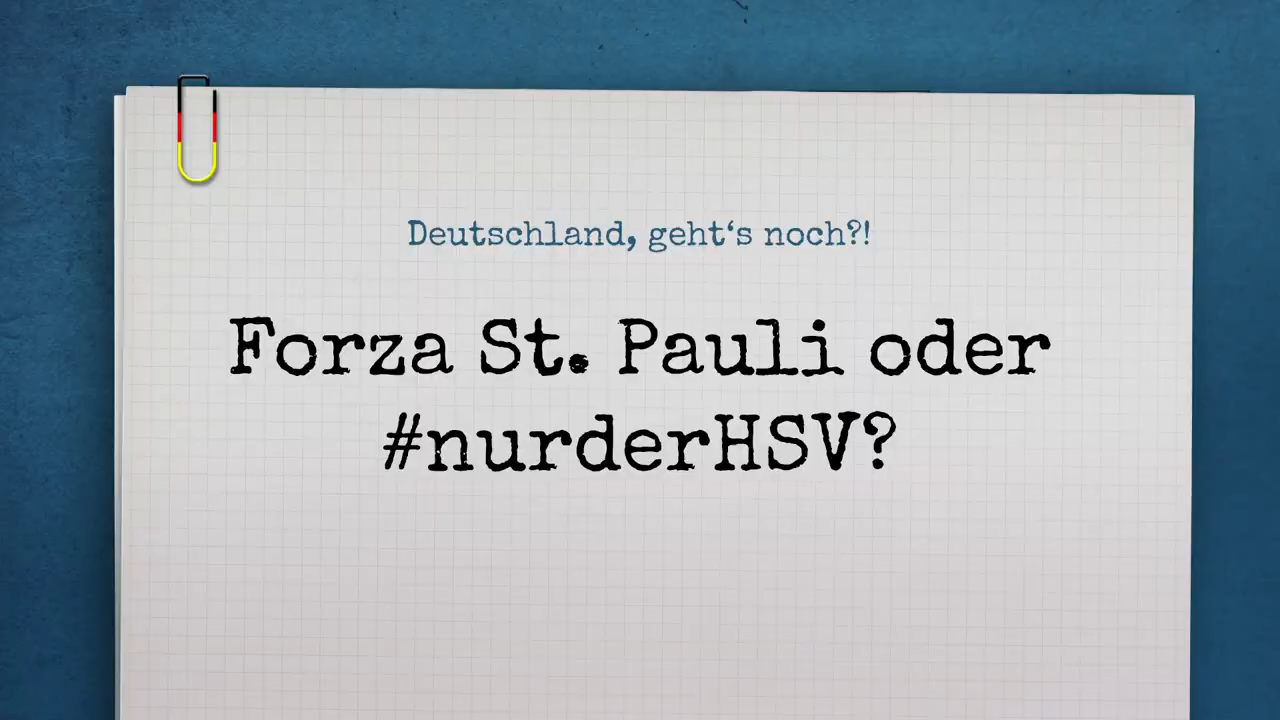 Deutschland, geht‘s noch?!
Forza St. Pauli oder
#nurderHSV?